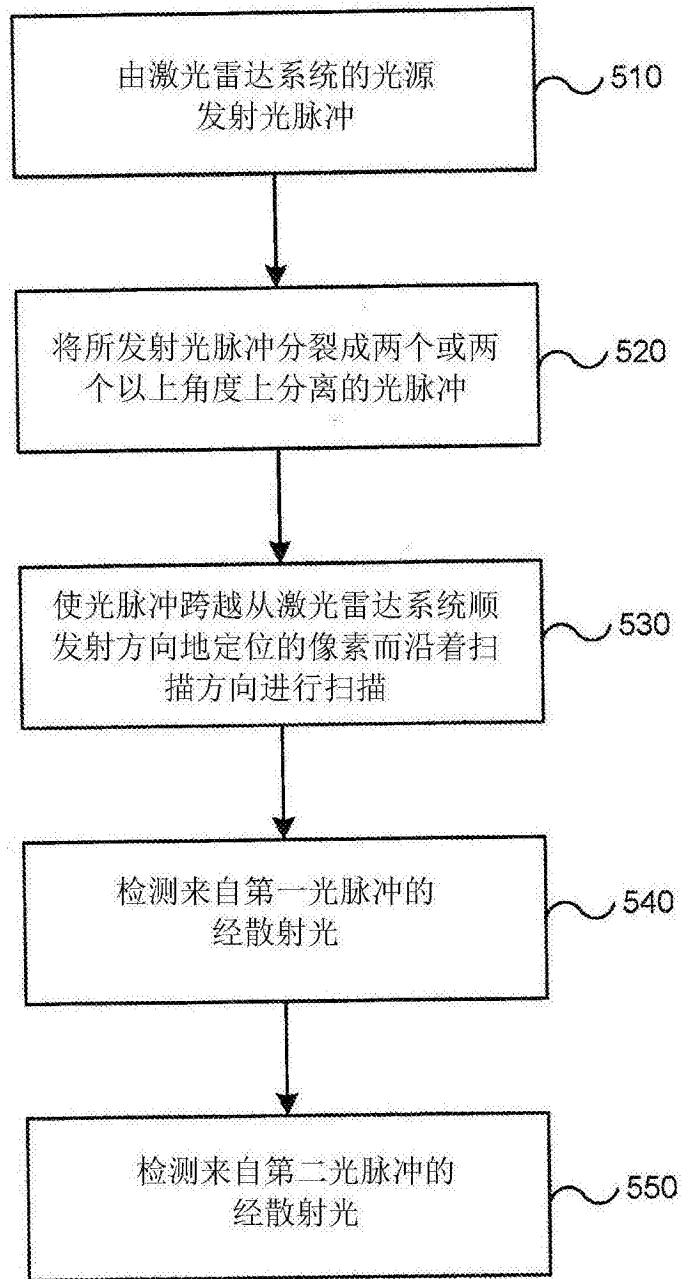 由激光雷达系统的光源
发射光脉冲
510
将所发射光脉冲分裂成两个或两
个以上角度上分离的光脉冲
520
使光脉冲跨越从激光雷达系统顺
发射方向地定位的像素而沿着扫
描方向进行扫描
530
检测来自第一光脉冲的
经散射光
540
检测来自第二光脉冲的
经散射光
550